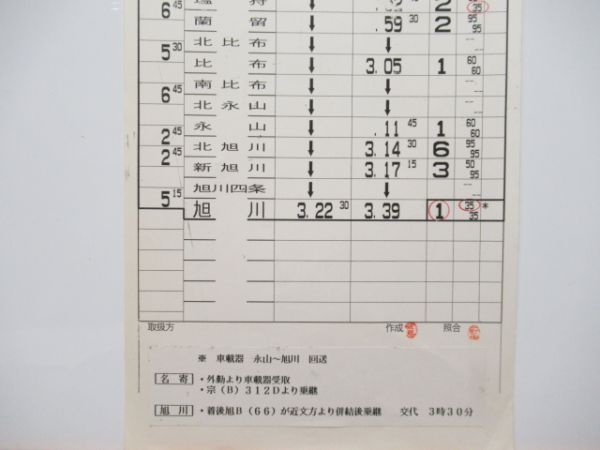 6 45 塩 狩 ↓ 2 35
蘭 留 ↓ .59 30 2 95 95
5 30 北 比 布 ↓ ↓ -- --
比 布 ↓ 3.05 1 60 60
6 45 南 比 布 ↓ ↓ -- --
北 永 山 ↓ ↓ -- --
永 山 ↓ .11 45 1 60 60
2 45 北 旭 川 ↓ 3.14 30 6 95 95
2 45 新 旭 川 ↓ 3.17 15 3 50 95
旭川四条 ↓ ↓ -- --
5 15 旭 川 3.22 30 3.39 1 35 35 *
取扱方 作成 照合
※ 車載器 永山～旭川 回送
名 寄 ・外勤より車載器受取
・宗（B）312Dより乗継
旭 川 ・着後旭B（66）が近文方より併結後乗継 交代 3時30分